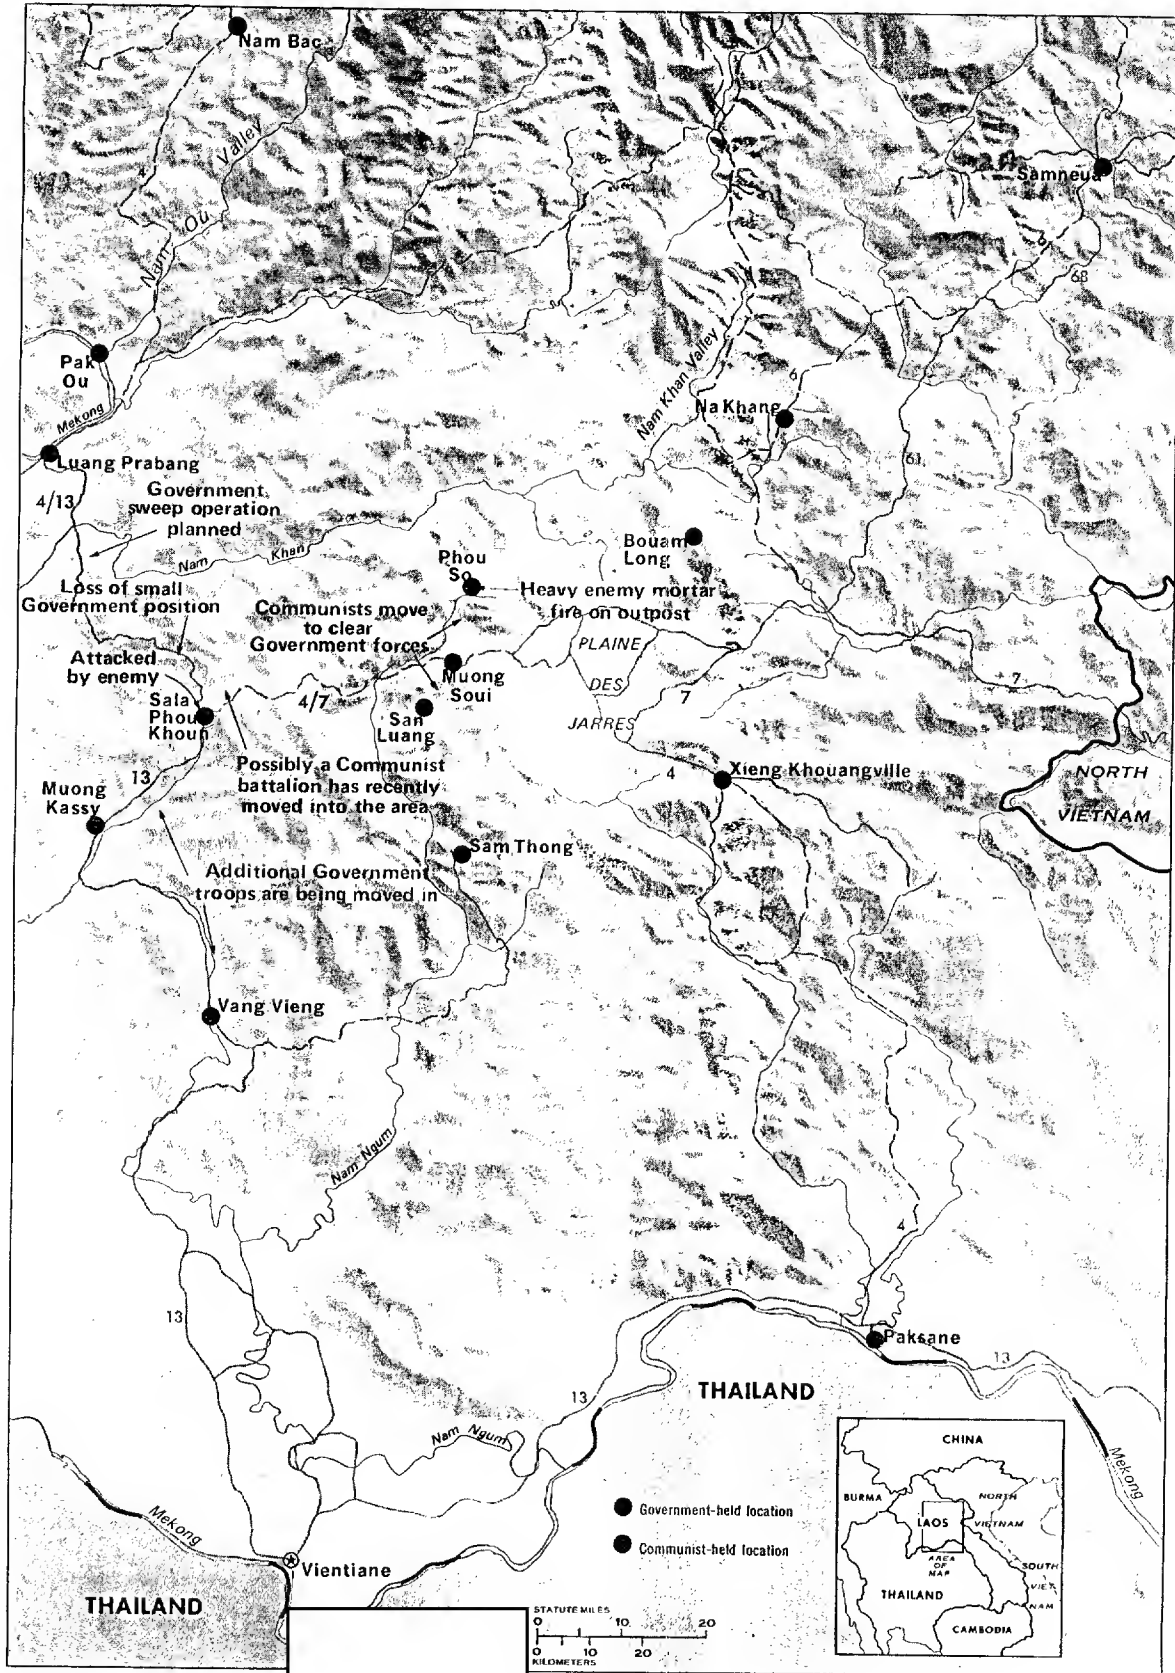 Nam Bac
Nam Ou Valley
4
Samneua
6
68
Pak
Ou
Mekong
Nam Khan Valley
6
Na Khang
Luang Prabang
61
4/13
Government
sweep operation
planned
Nam Khan
Bouam
Long
Phou
So
Loss of small
Government position
Heavy enemy mortar
fire on outpost
Communists move
to clear
Government forces
PLAINE
DES
JARRES
Attacked
by enemy
Muong
Soui
7
7
4/7
Sala
Phou
Khoun
San
Luang
Possibly a Communist
battalion has recently
moved into the area
4
Xieng Khouangville
NORTH
VIETNAM
13
Muong
Kassy
Sam Thong
Additional Government
troops are being moved in
Vang Vieng
Nam Ngum
4
13
Paksane
13
THAILAND
13
Nam Ngum
Mekong
Mekong
Vientiane
THAILAND
Government-held location
Communist-held location
STATUTE MILES
0 10 20
0 10 20
KILOMETERS
CHINA
BURMA
NORTH
VIETNAM
LAOS
AREA
OF
MAP
SOUTH
VIET-
NAM
THAILAND
CAMBODIA